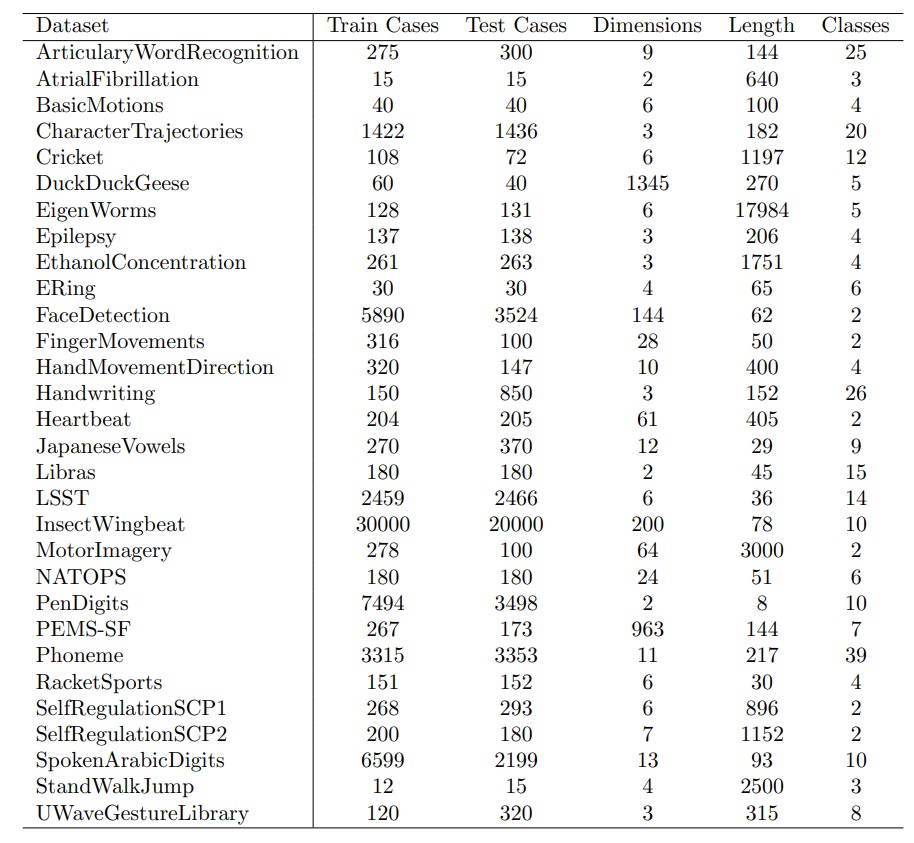 Dataset Train Cases Test Cases Dimensions Length Classes
ArticularyWordRecognition 275 300 9 144 25
AtrialFibrillation 15 15 2 640 3
BasicMotions 40 40 6 100 4
CharacterTrajectories 1422 1436 3 182 20
Cricket 108 72 6 1197 12
DuckDuckGeese 60 40 1345 270 5
EigenWorms 128 131 6 17984 5
Epilepsy 137 138 3 206 4
EthanolConcentration 261 263 3 1751 4
ERing 30 30 4 65 6
FaceDetection 5890 3524 144 62 2
FingerMovements 316 100 28 50 2
HandMovementDirection 320 147 10 400 4
Handwriting 150 850 3 152 26
Heartbeat 204 205 61 405 2
JapaneseVowels 270 370 12 29 9
Libras 180 180 2 45 15
LSST 2459 2466 6 36 14
InsectWingbeat 30000 20000 200 78 10
MotorImagery 278 100 64 3000 2
NATOPS 180 180 24 51 6
PenDigits 7494 3498 2 8 10
PEMS-SF 267 173 963 144 7
Phoneme 3315 3353 11 217 39
RacketSports 151 152 6 30 4
SelfRegulationSCP1 268 293 6 896 2
SelfRegulationSCP2 200 180 7 1152 2
SpokenArabicDigits 6599 2199 13 93 10
StandWalkJump 12 15 4 2500 3
UWaveGestureLibrary 120 320 3 315 8